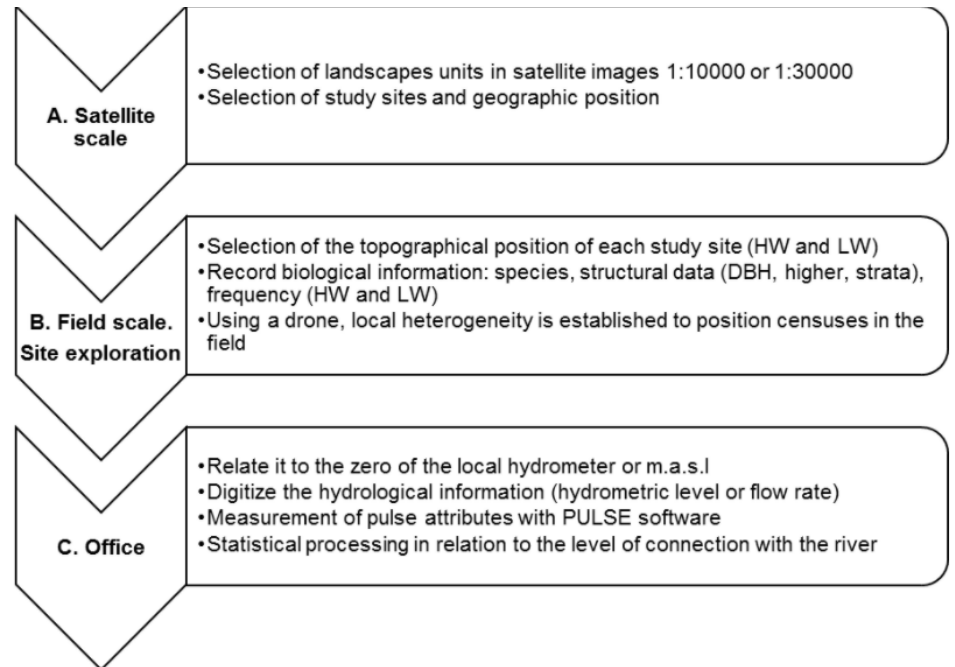 A. Satellite
scale
•Selection of landscapes units in satellite images 1:10000 or 1:30000
•Selection of study sites and geographic position
B. Field scale.
Site exploration
•Selection of the topographical position of each study site (HW and LW)
•Record biological information: species, structural data (DBH, higher, strata),
frequency (HW and LW)
•Using a drone, local heterogeneity is established to position censuses in the
field
C. Office
•Relate it to the zero of the local hydrometer or m.a.s.l
•Digitize the hydrological information (hydrometric level or flow rate)
•Measurement of pulse attributes with PULSE software
•Statistical processing in relation to the level of connection with the river